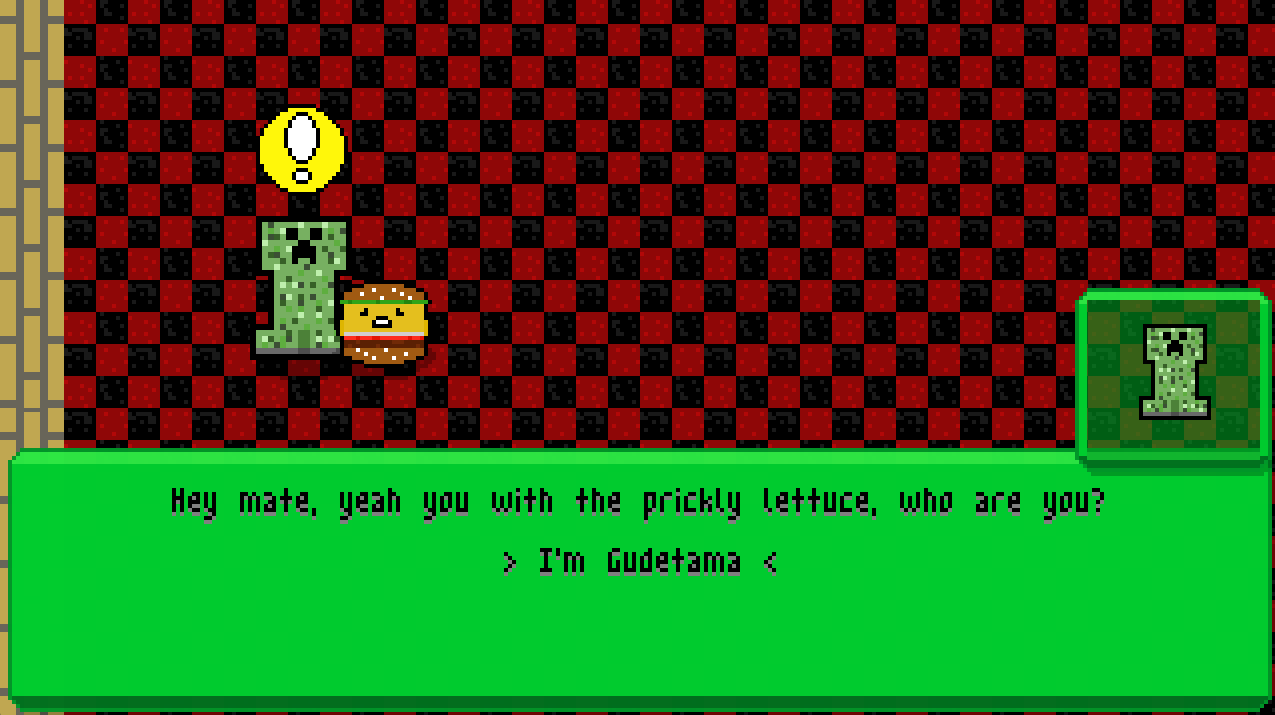 Hey mate, yeah you with the prickly lettuce, who are you?
> I'm Gudetama <